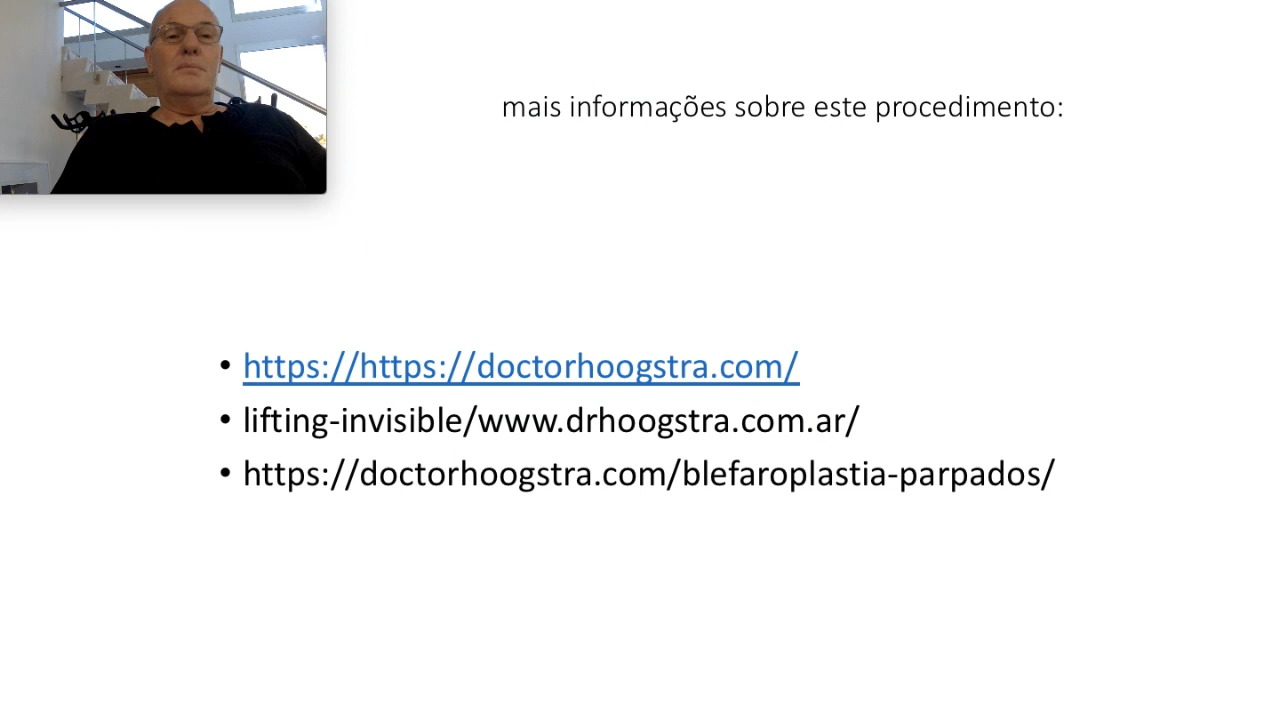 mais informações sobre este procedimento:
• https://https://doctorhoogstra.com/
• lifting-invisible/www.drhoogstra.com.ar/
• https://doctorhoogstra.com/blefaroplastia-parpados/